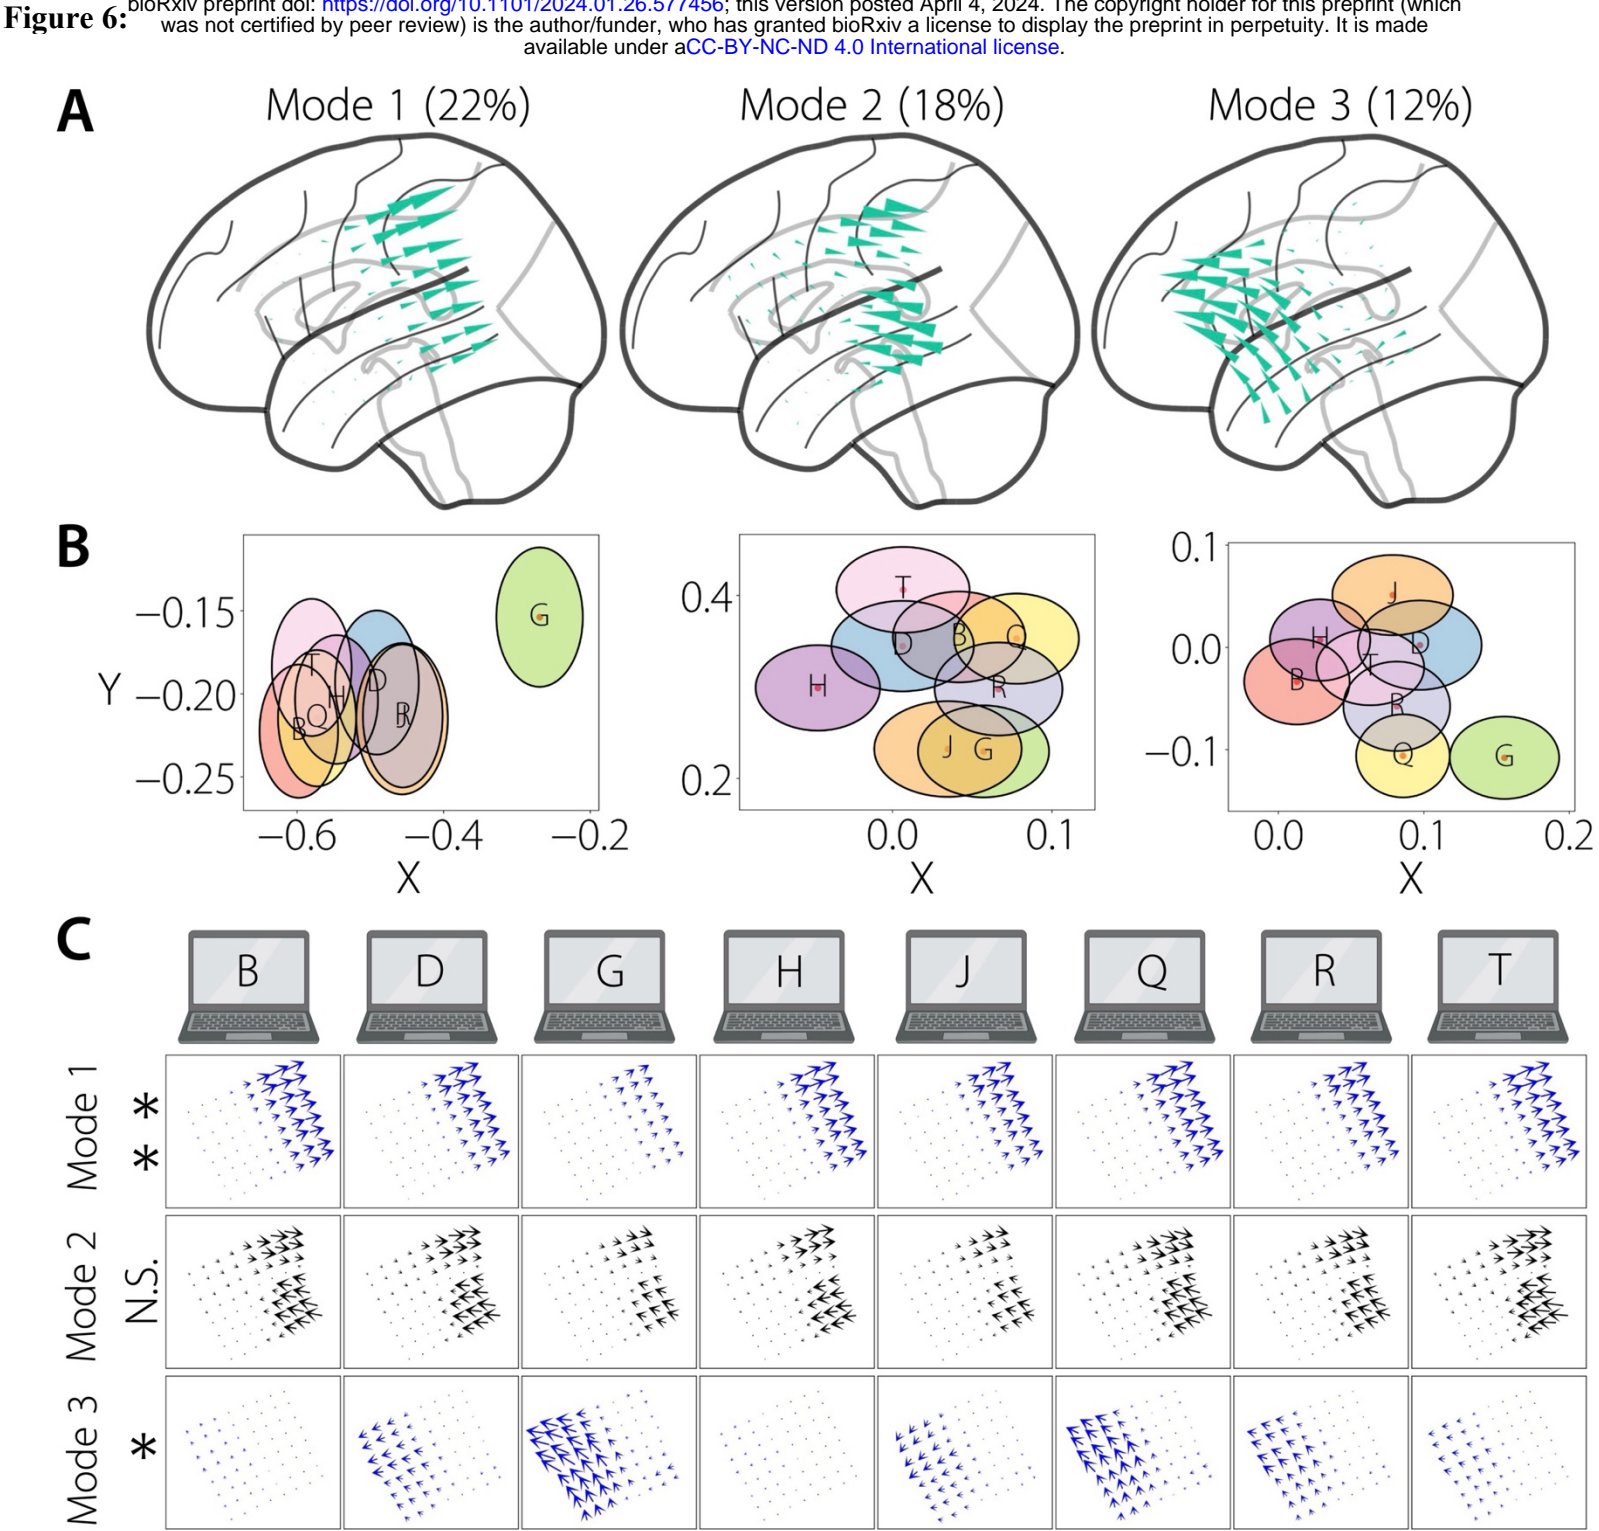 Figure 6:
bioRxiv preprint doi: https://doi.org/10.1101/2024.01.26.577456; this version posted April 4, 2024. The copyright holder for this preprint (which
was not certified by peer review) is the author/funder, who has granted bioRxiv a license to display the preprint in perpetuity. It is made
available under aCC-BY-NC-ND 4.0 International license.
A
Mode 1 (22%) Mode 2 (18%) Mode 3 (12%)
B
Y
−0.15
−0.20
−0.25
−0.6 −0.4 −0.2
X
G
T
D
H
Q
B
J
R
0.4
0.2
0.0 0.1
X
T
D
B
Q
H
R
J
G
0.1
0.0
−0.1
0.0 0.1 0.2
X
J
H
D
T
B
R
Q
G
C
B D G H J Q R T
Mode 1 * *
Mode 2 N.S.
Mode 3 *